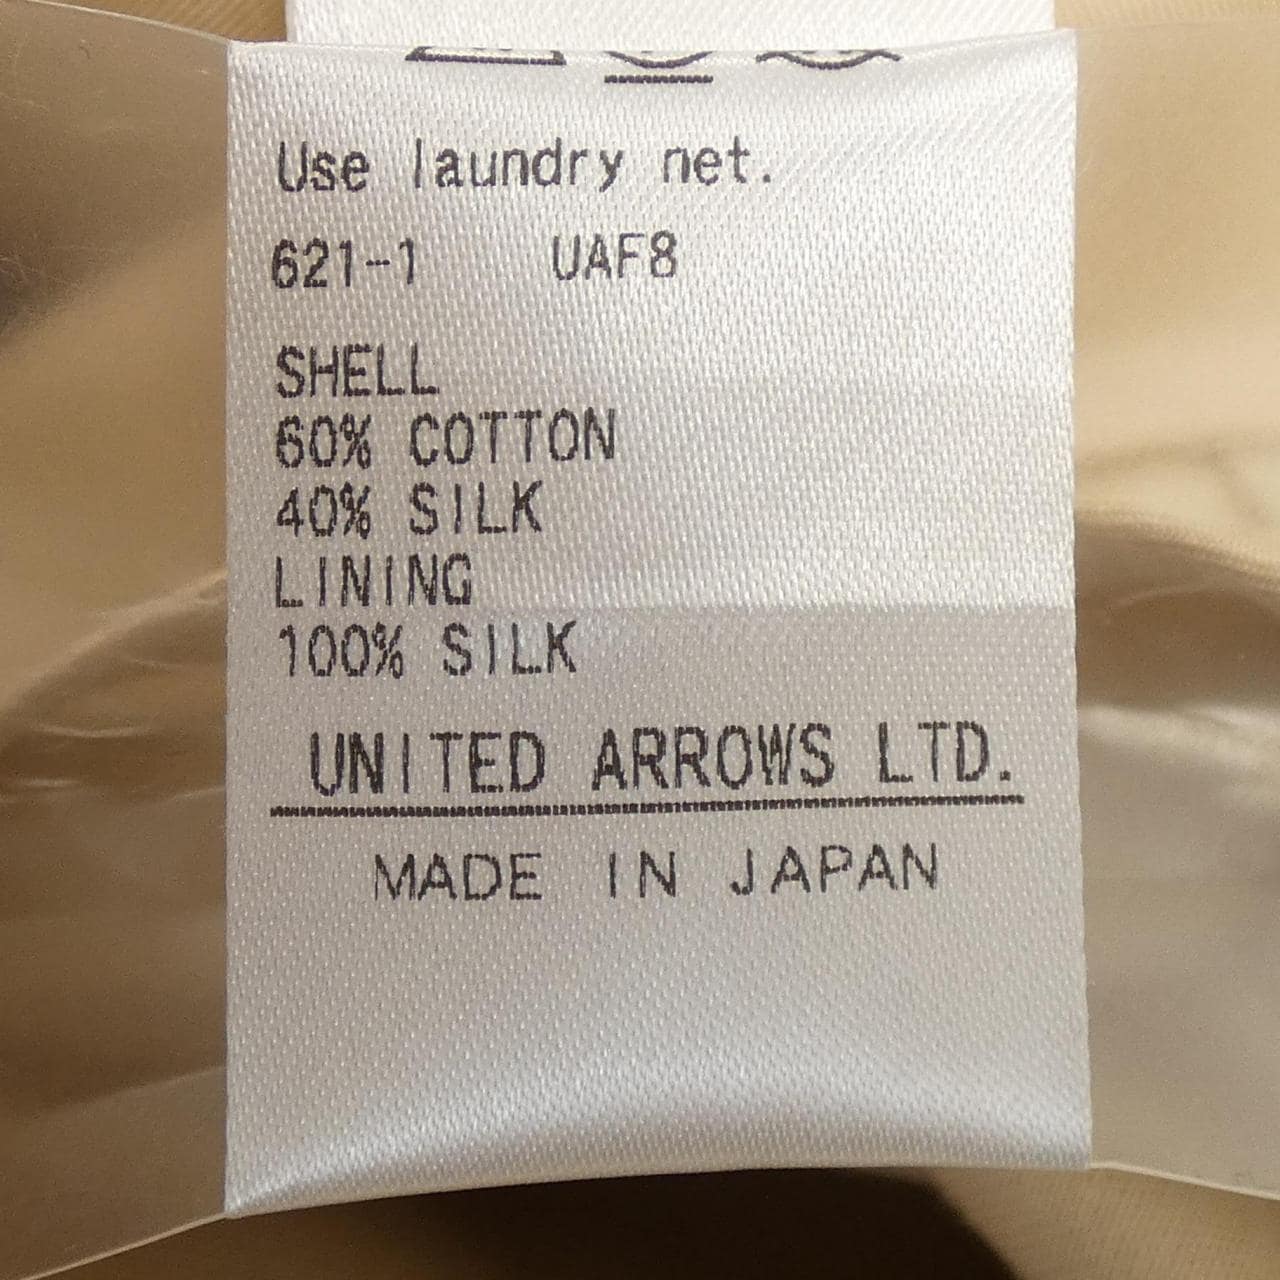 Use laundry net.
621-1 UAF8
SHELL
60% COTTON
40% SILK
LINING
100% SILK
UNITED ARROWS LTD.
MADE IN JAPAN